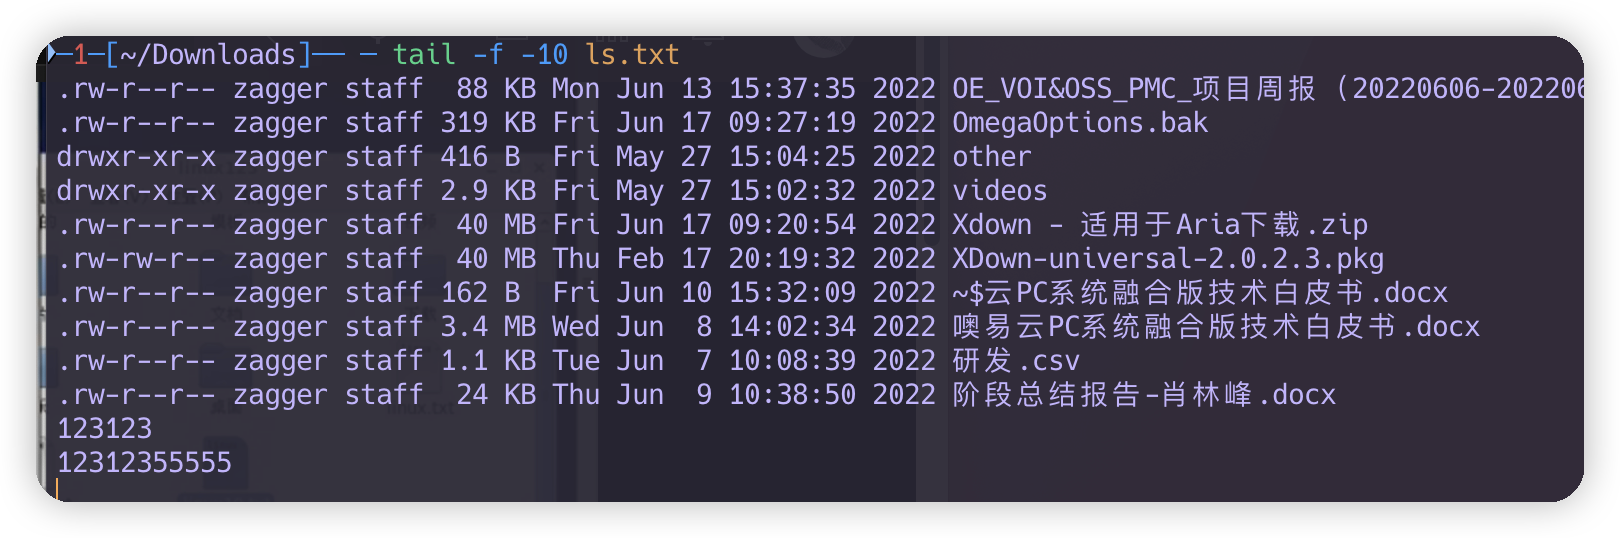 ─1─[~/Downloads]── ─ tail -f -10 ls.txt
.rw-r--r-- zagger staff  88 KB Mon Jun 13 15:37:35 2022 OE_VOI&OSS_PMC_项目周报 (20220606-202206
.rw-r--r-- zagger staff 319 KB Fri Jun 17 09:27:19 2022 OmegaOptions.bak
drwxr-xr-x zagger staff 416 B  Fri May 27 15:04:25 2022 other
drwxr-xr-x zagger staff 2.9 KB Fri May 27 15:02:32 2022 videos
.rw-r--r-- zagger staff  40 MB Fri Jun 17 09:20:54 2022 Xdown - 适用于Aria下载.zip
.rw-rw-r-- zagger staff  40 MB Thu Feb 17 20:19:32 2022 XDown-universal-2.0.2.3.pkg
.rw-r--r-- zagger staff 162 B  Fri Jun 10 15:32:09 2022 ~$云PC系统融合版技术白皮书.docx
.rw-r--r-- zagger staff 3.4 MB Wed Jun  8 14:02:34 2022 噢易云PC系统融合版技术白皮书.docx
.rw-r--r-- zagger staff 1.1 KB Tue Jun  7 10:08:39 2022 研发.csv
.rw-r--r-- zagger staff  24 KB Thu Jun  9 10:38:50 2022 阶段总结报告-肖林峰.docx
123123
12312355555